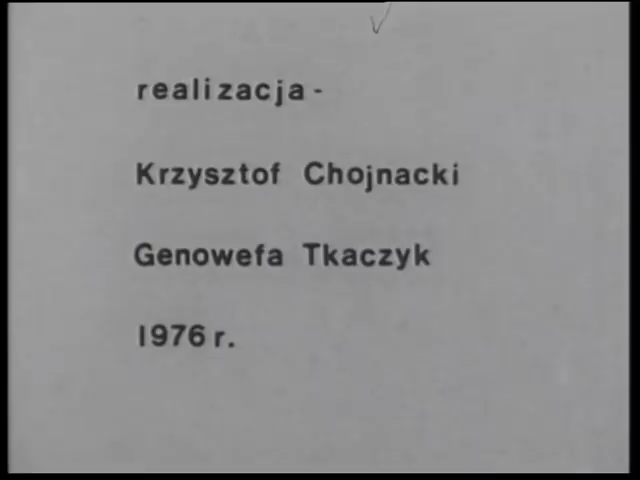 realizacja -
Krzysztof Chojnacki
Genowefa Tkaczyk
1976 r.